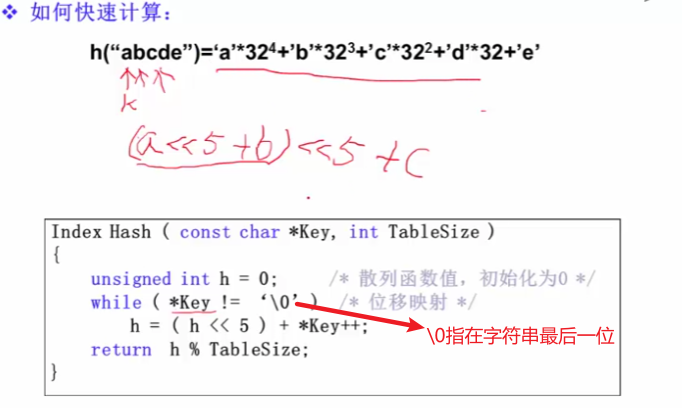 ❖ 如何快速计算：
h(“abcde”)=‘a’*32⁴+’b’*32³+’c’*32²+’d’*32+’e’
k
(a<<5+b)<<5+c
Index Hash ( const char *Key, int TableSize )
{
unsigned int h = 0; /* 散列函数值，初始化为0 */
while ( *Key != ‘\0’) /* 位移映射 */
h = ( h << 5 ) + *Key++;
\0指在字符串最后一位
return h % TableSize;
}